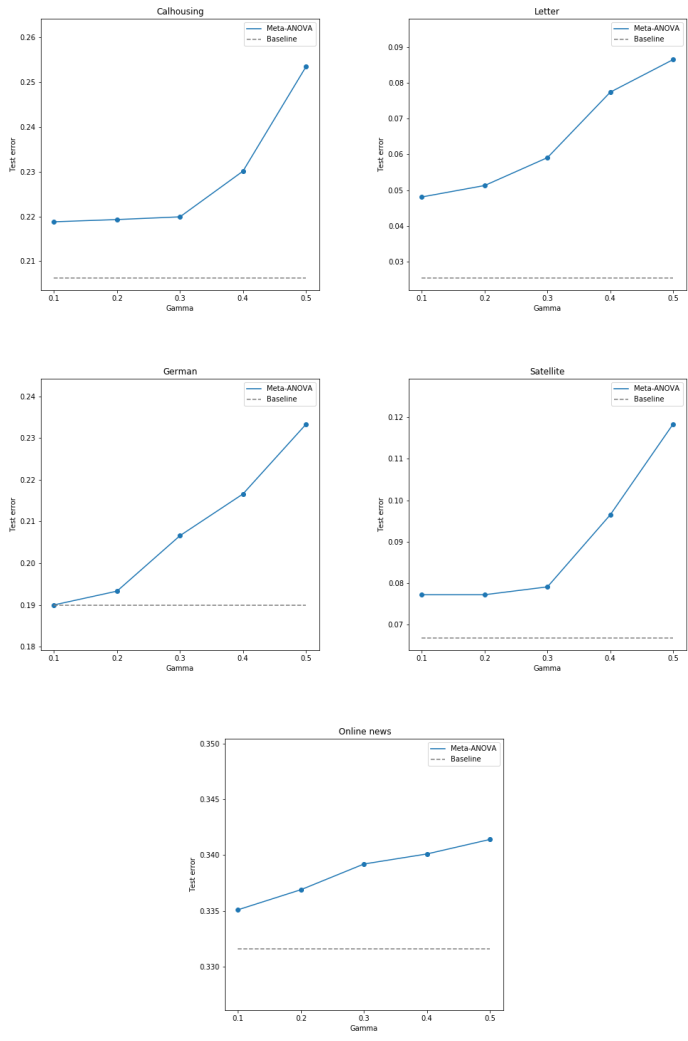 Calhousing
Meta-ANOVA
Baseline
0.26
0.25
0.24
0.23
0.22
0.21
Test error
0.1 0.2 0.3 0.4 0.5
Gamma
Letter
Meta-ANOVA
Baseline
0.09
0.08
0.07
0.06
0.05
0.04
0.03
Test error
0.1 0.2 0.3 0.4 0.5
Gamma
German
Meta-ANOVA
Baseline
0.24
0.23
0.22
0.21
0.20
0.19
0.18
Test error
0.1 0.2 0.3 0.4 0.5
Gamma
Satellite
Meta-ANOVA
Baseline
0.12
0.11
0.10
0.09
0.08
0.07
Test error
0.1 0.2 0.3 0.4 0.5
Gamma
Online news
Meta-ANOVA
Baseline
0.350
0.345
0.340
0.335
0.330
Test error
0.1 0.2 0.3 0.4 0.5
Gamma